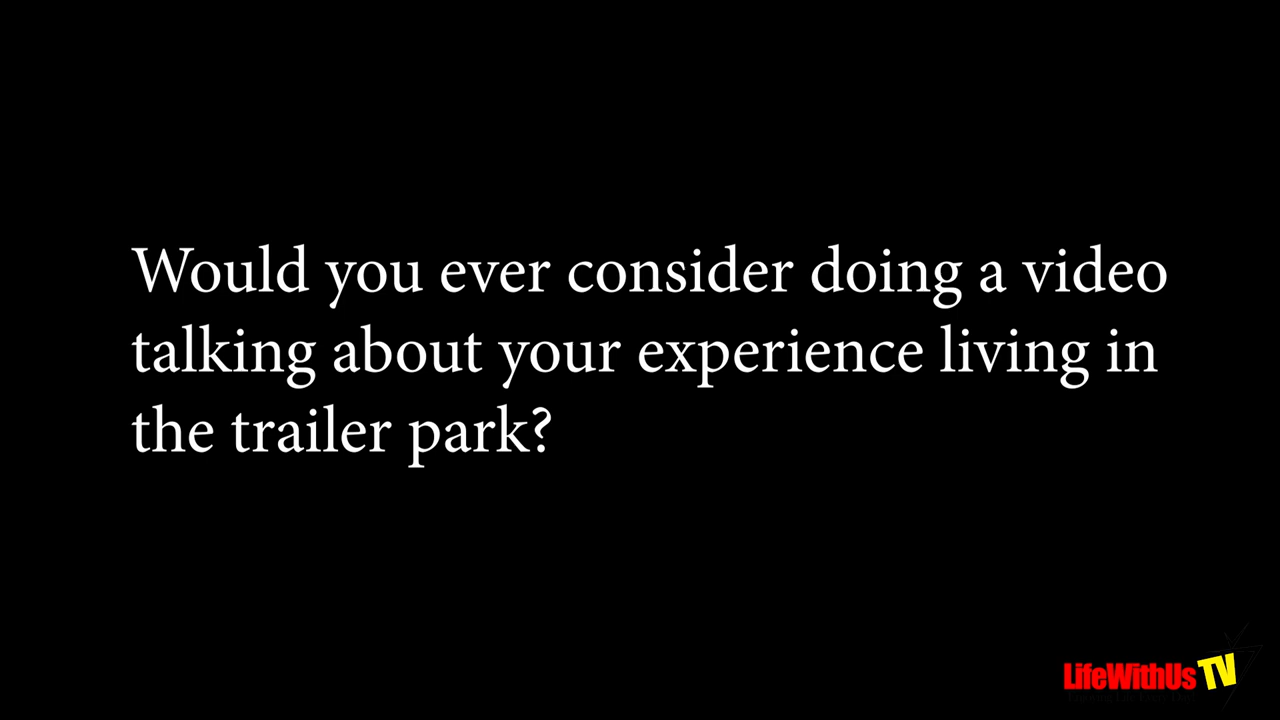 Would you ever consider doing a video
talking about your experience living in
the trailer park?
LifeWithUsTV